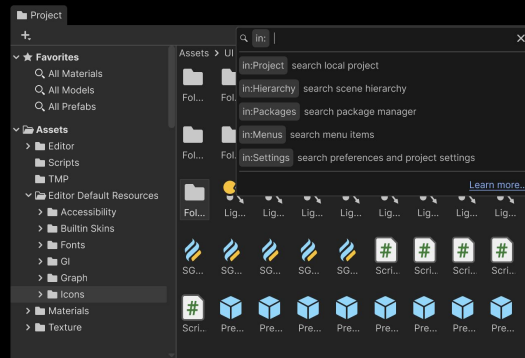 Project
+
in:
Favorites
All Materials
All Models
All Prefabs
Assets
Editor
Scripts
TMP
Editor Default Resources
Accessibility
Builtin Skins
Fonts
GI
Graph
Icons
Materials
Texture
Assets > UI
in:Project search local project
in:Hierarchy search scene hierarchy
in:Packages search package manager
in:Menus search menu items
in:Settings search preferences and project settings
Learn more...
Fol... Fol...
Fol... Fol...
Fol... Lig... Lig... Lig... Lig... Lig... Lig... Lig...
SG... SG... SG... SG... SG... Scri... Scri... Scri... Scri...
Scri... Pre... Pre... Pre... Pre... Pre... Pre... Pre... Pre...